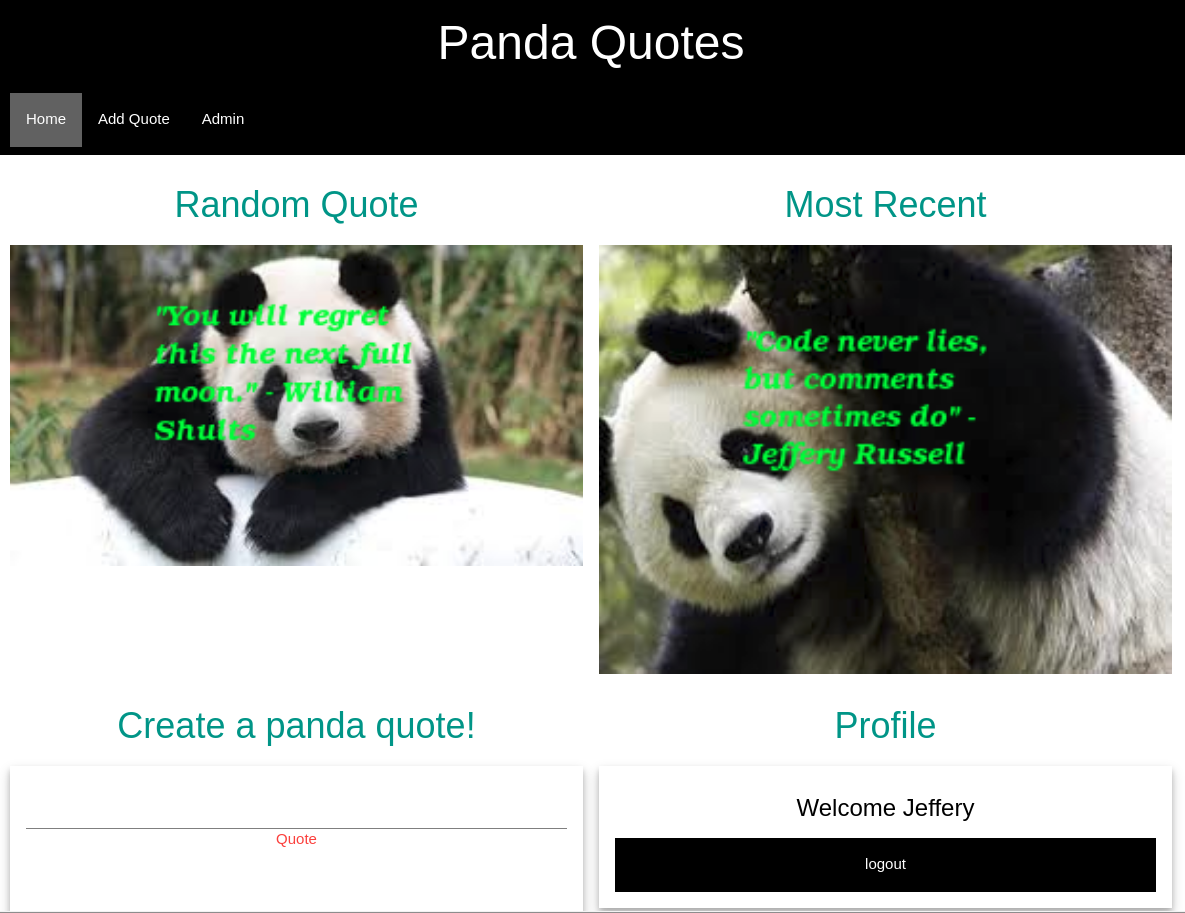 Panda Quotes
Home Add Quote Admin
Random Quote
"You will regret
this the next full
moon." - William
Shults
Most Recent
"Code never lies,
but comments
sometimes do" -
Jeffery Russell
Create a panda quote!
Quote
Profile
Welcome Jeffery
logout